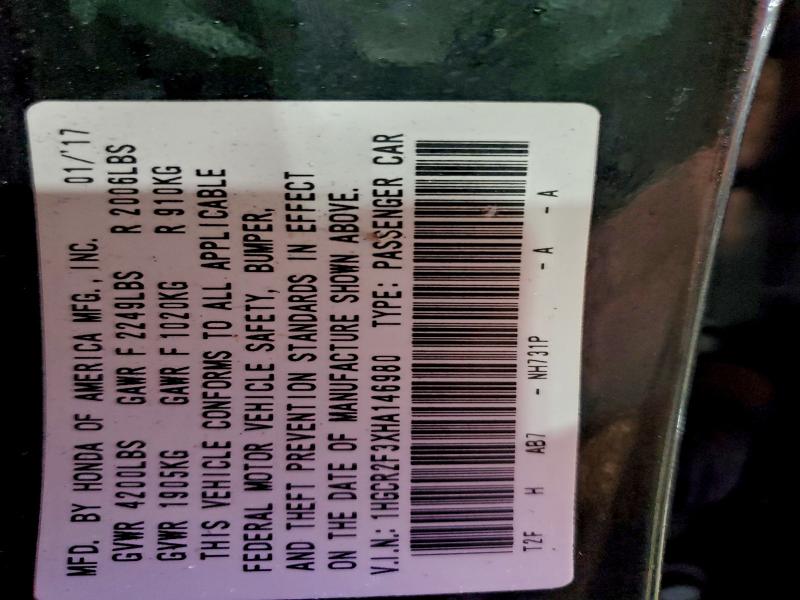 MFD. BY HONDA OF AMERICA MFG., INC. 01/'17
GVWR 4200LBS GAWR F 2249LBS R 2006LBS
GVWR 1905KG GAWR F 1020KG R 910KG
THIS VEHICLE CONFORMS TO ALL APPLICABLE
FEDERAL MOTOR VEHICLE SAFETY, BUMPER,
AND THEFT PREVENTION STANDARDS IN EFFECT
ON THE DATE OF MANUFACTURE SHOWN ABOVE.
V.I.N.: 1HGCR2F3XHA146980 TYPE: PASSENGER CAR
T2F H AB7 - NH731P - A - A